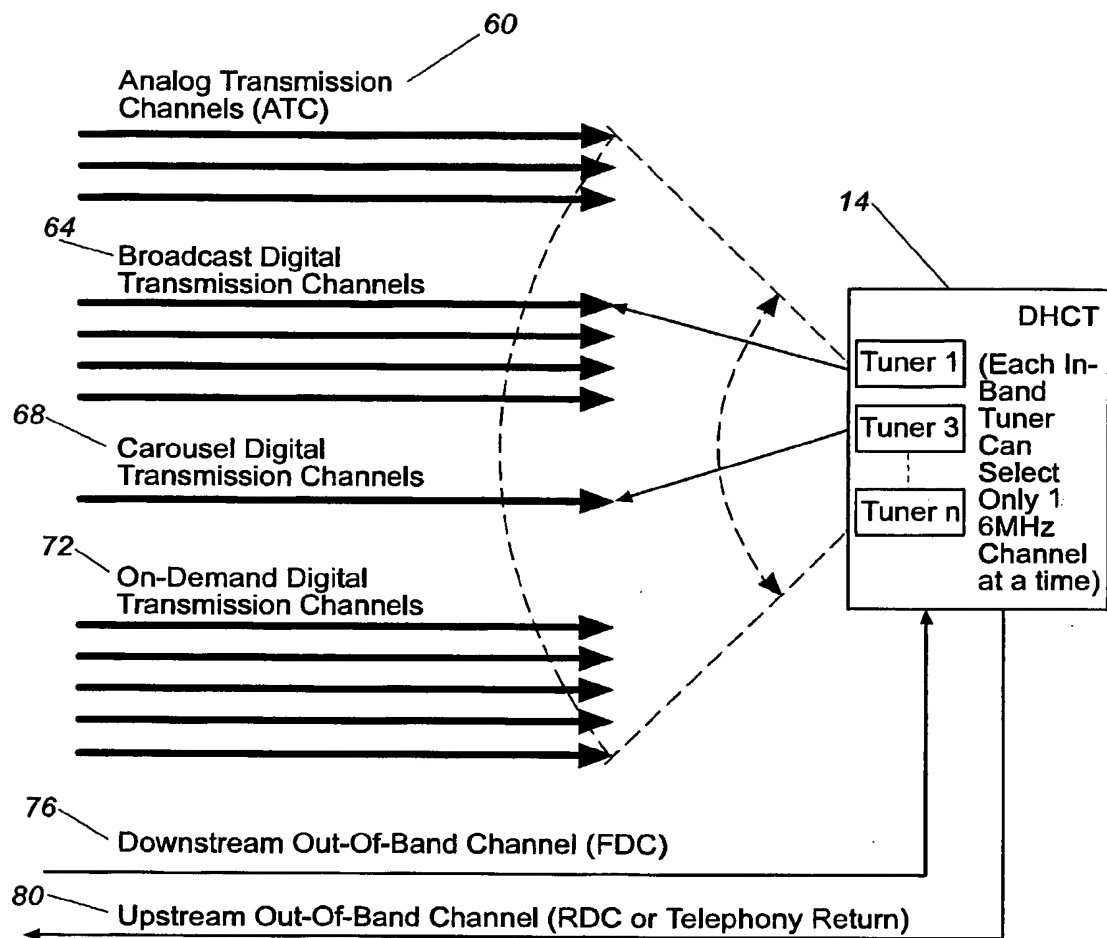 60
Analog Transmission
Channels (ATC)
64
Broadcast Digital
Transmission Channels
68
Carousel Digital
Transmission Channels
72
On-Demand Digital
Transmission Channels
76
Downstream Out-Of-Band Channel (FDC)
80
Upstream Out-Of-Band Channel (RDC or Telephony Return)
14
DHCT
Tuner 1
Tuner 3
Tuner n
(Each In-
Band
Tuner
Can
Select
Only 1
6MHz
Channel
at a time)